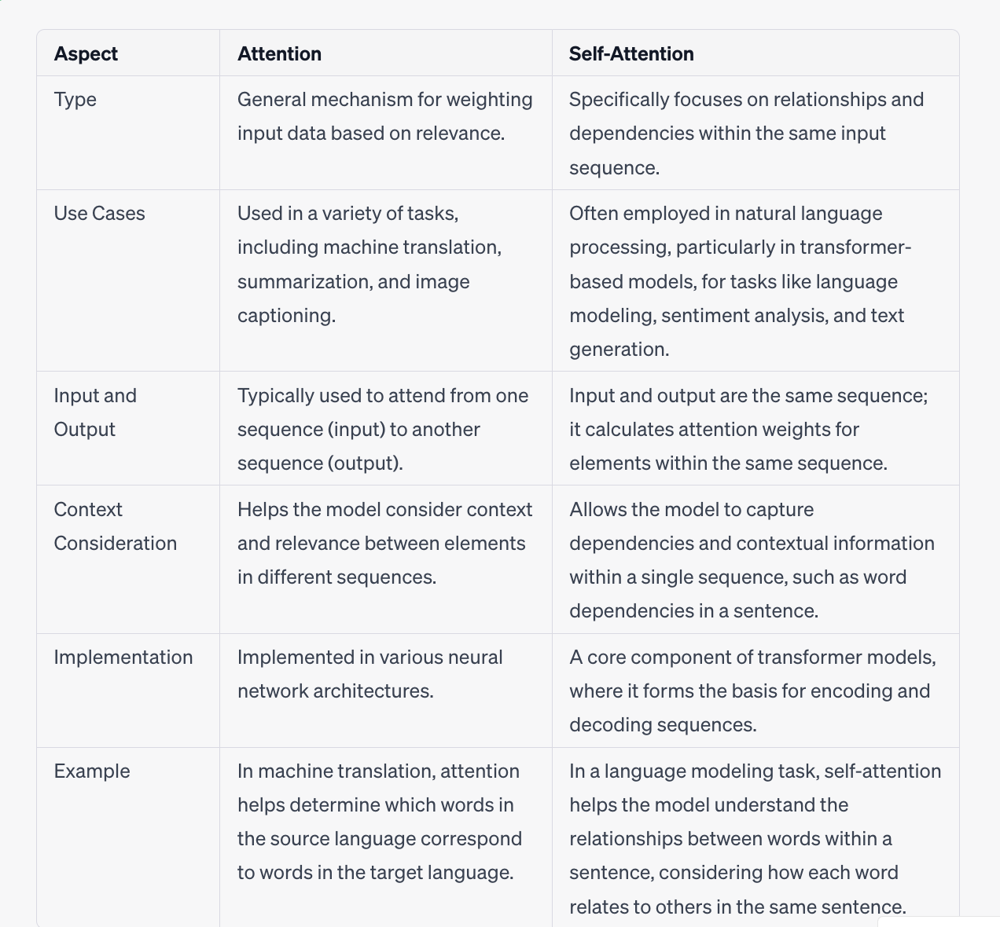 Aspect
Attention
Self-Attention
Type
General mechanism for weighting
input data based on relevance.
Specifically focuses on relationships and
dependencies within the same input
sequence.
Use Cases
Used in a variety of tasks,
including machine translation,
summarization, and image
captioning.
Often employed in natural language
processing, particularly in transformer-
based models, for tasks like language
modeling, sentiment analysis, and text
generation.
Input and
Output
Typically used to attend from one
sequence (input) to another
sequence (output).
Input and output are the same sequence;
it calculates attention weights for
elements within the same sequence.
Context
Consideration
Helps the model consider context
and relevance between elements
in different sequences.
Allows the model to capture
dependencies and contextual information
within a single sequence, such as word
dependencies in a sentence.
Implementation
Implemented in various neural
network architectures.
A core component of transformer models,
where it forms the basis for encoding and
decoding sequences.
Example
In machine translation, attention
helps determine which words in
the source language correspond
to words in the target language.
In a language modeling task, self-attention
helps the model understand the
relationships between words within a
sentence, considering how each word
relates to others in the same sentence.